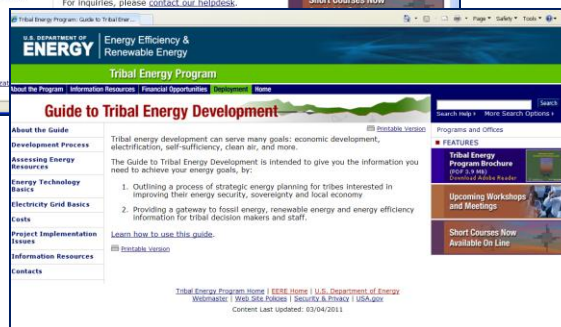 For inquiries, please contact our helpdesk.
Short Courses Now
Tribal Energy Program: Guide to Tribal Ener...
Page Safety Tools
U.S. DEPARTMENT OF
ENERGY
Energy Efficiency &
Renewable Energy
Tribal Energy Program
About the Program | Information Resources | Financial Opportunities | Deployment | Home
Guide to Tribal Energy Development
Search
Search Help More Search Options
Printable Version
Programs and Offices
About the Guide
Development Process
Assessing Energy
Resources
Energy Technology
Basics
Electricity Grid Basics
Costs
Project Implementation
Issues
Information Resources
Contacts
Tribal energy development can serve many goals: economic development,
electrification, self-sufficiency, clean air, and more.
The Guide to Tribal Energy Development is intended to give you the information you
need to achieve your energy goals, by:
1. Outlining a process of strategic energy planning for tribes interested in
improving their energy security, sovereignty and local economy
2. Providing a gateway to fossil energy, renewable energy and energy efficiency
information for tribal decision makers and staff.
Learn how to use this guide.
Printable Version
FEATURES
Tribal Energy
Program Brochure
(PDF 3.9 MB)
Download Adobe Reader
Upcoming Workshops
and Meetings
Short Courses Now
Available On Line
Tribal Energy Program Home | EERE Home | U.S. Department of Energy
Webmaster | Web Site Policies | Security & Privacy | USA.gov
Content Last Updated: 03/04/2011